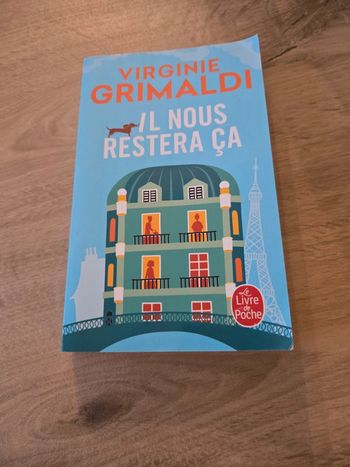 VIRGINIE
GRIMALDI
IL NOUS
RESTERA ÇA
Le
Livre
de
Poche